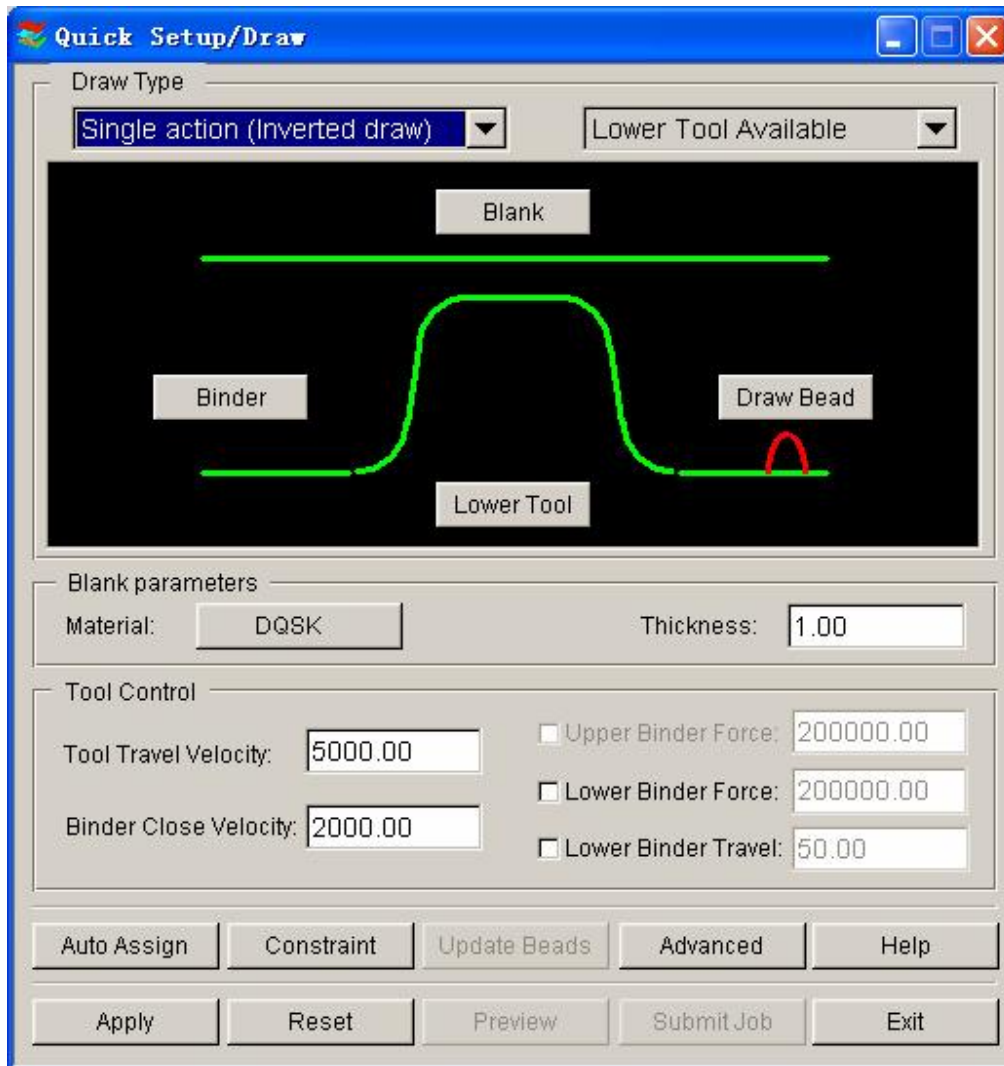 Quick Setup/Draw
Draw Type
Single action (Inverted draw)
Lower Tool Available
Blank
Binder
Draw Bead
Lower Tool
Blank parameters
Material: DQSK
Thickness: 1.00
Tool Control
Tool Travel Velocity: 5000.00
Binder Close Velocity: 2000.00
Upper Binder Force: 200000.00
Lower Binder Force: 200000.00
Lower Binder Travel: 50.00
Auto Assign Constraint Update Beads Advanced Help
Apply Reset Preview Submit Job Exit